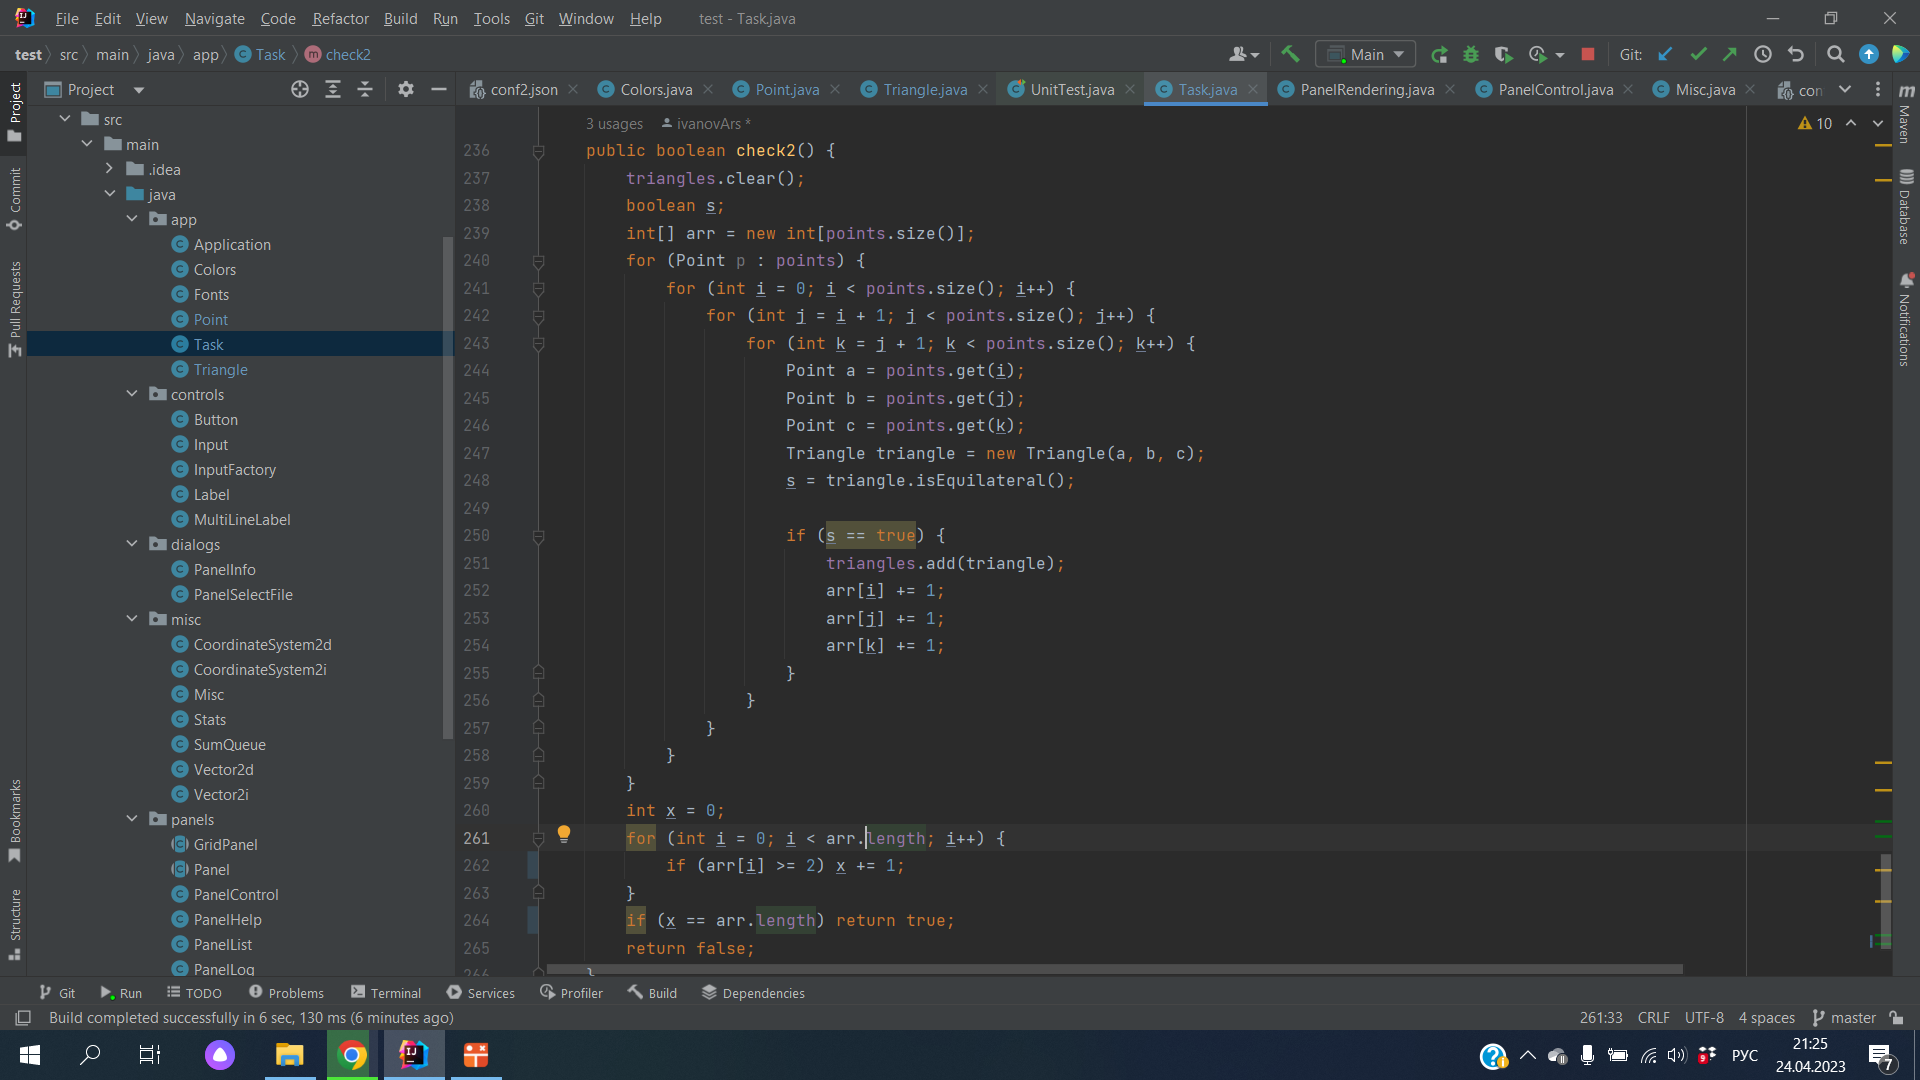 File Edit View Navigate Code Refactor Build Run Tools Git Window Help test - Task.java
test src main java app Task check2 Main Git:
Project
conf2.json Colors.java Point.java Triangle.java UnitTest.java Task.java PanelRendering.java PanelControl.java Misc.java con
Project
Commit
Pull Requests
Bookmarks
Structure
src
main
.idea
java
app
Application
Colors
Fonts
Point
Task
Triangle
controls
Button
Input
InputFactory
Label
MultiLineLabel
dialogs
PanelInfo
PanelSelectFile
misc
CoordinateSystem2d
CoordinateSystem2i
Misc
Stats
SumQueue
Vector2d
Vector2i
panels
GridPanel
Panel
PanelControl
PanelHelp
PanelList
PanelLog
3 usages ivanovArs *
10
236 public boolean check2() {
237 triangles.clear();
238 boolean s;
239 int[] arr = new int[points.size()];
240 for (Point p : points) {
241 for (int i = 0; i < points.size(); i++) {
242 for (int j = i + 1; j < points.size(); j++) {
243 for (int k = j + 1; k < points.size(); k++) {
244 Point a = points.get(i);
245 Point b = points.get(j);
246 Point c = points.get(k);
247 Triangle triangle = new Triangle(a, b, c);
248 s = triangle.isEquilateral();
249
250 if (s == true) {
251 triangles.add(triangle);
252 arr[i] += 1;
253 arr[j] += 1;
254 arr[k] += 1;
255 }
256 }
257 }
258 }
259 }
260 int x = 0;
261 for (int i = 0; i < arr.length; i++) {
262 if (arr[i] >= 2) x += 1;
263 }
264 if (x == arr.length) return true;
265 return false;
266 }
Maven
Database
Notifications
Git Run TODO Problems Terminal Services Profiler Build Dependencies
Build completed successfully in 6 sec, 130 ms (6 minutes ago) 261:33 CRLF UTF-8 4 spaces master
РУС 21:25
24.04.2023
7